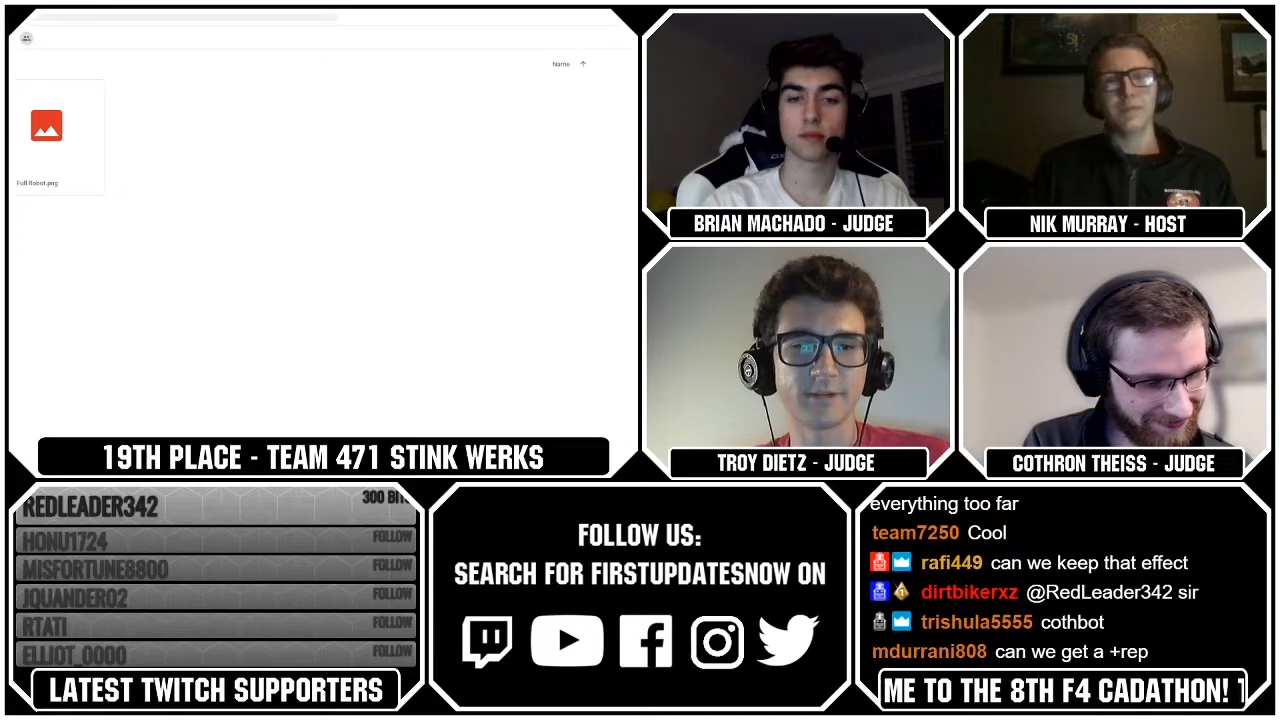 Name
Full Robot.png
BRIAN MACHADO - JUDGE
NIK MURRAY - HOST
19TH PLACE - TEAM 471 STINK WERKS
TROY DIETZ - JUDGE
COTHRON THEISS - JUDGE
REDLEADER342 300 BITS
HONU1724 FOLLOW
MISFORTUNE8800 FOLLOW
JQUANDER02 FOLLOW
RTATI FOLLOW
ELLIOT_0000 FOLLOW
LATEST TWITCH SUPPORTERS
FOLLOW US:
SEARCH FOR FIRSTUPDATESNOW ON
everything too far
team7250 Cool
rafi449 can we keep that effect
dirtbikerxz @RedLeader342 sir
trishula5555 cothbot
mdurrani808 can we get a +rep
ME TO THE 8TH F4 CADATHON!